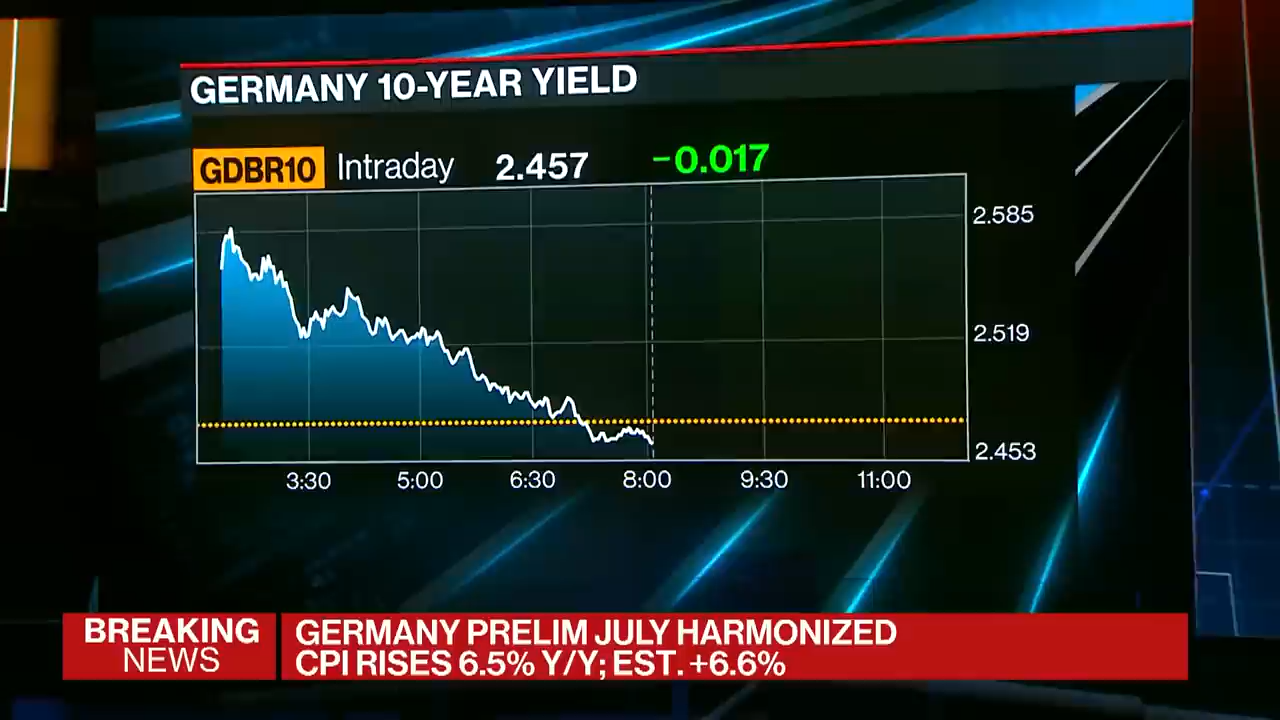 GERMANY 10-YEAR YIELD
GDBR10 Intraday 2.457 -0.017
2.585
2.519
2.453
3:30 5:00 6:30 8:00 9:30 11:00
BREAKING NEWS
GERMANY PRELIM JULY HARMONIZED
CPI RISES 6.5% Y/Y; EST. +6.6%